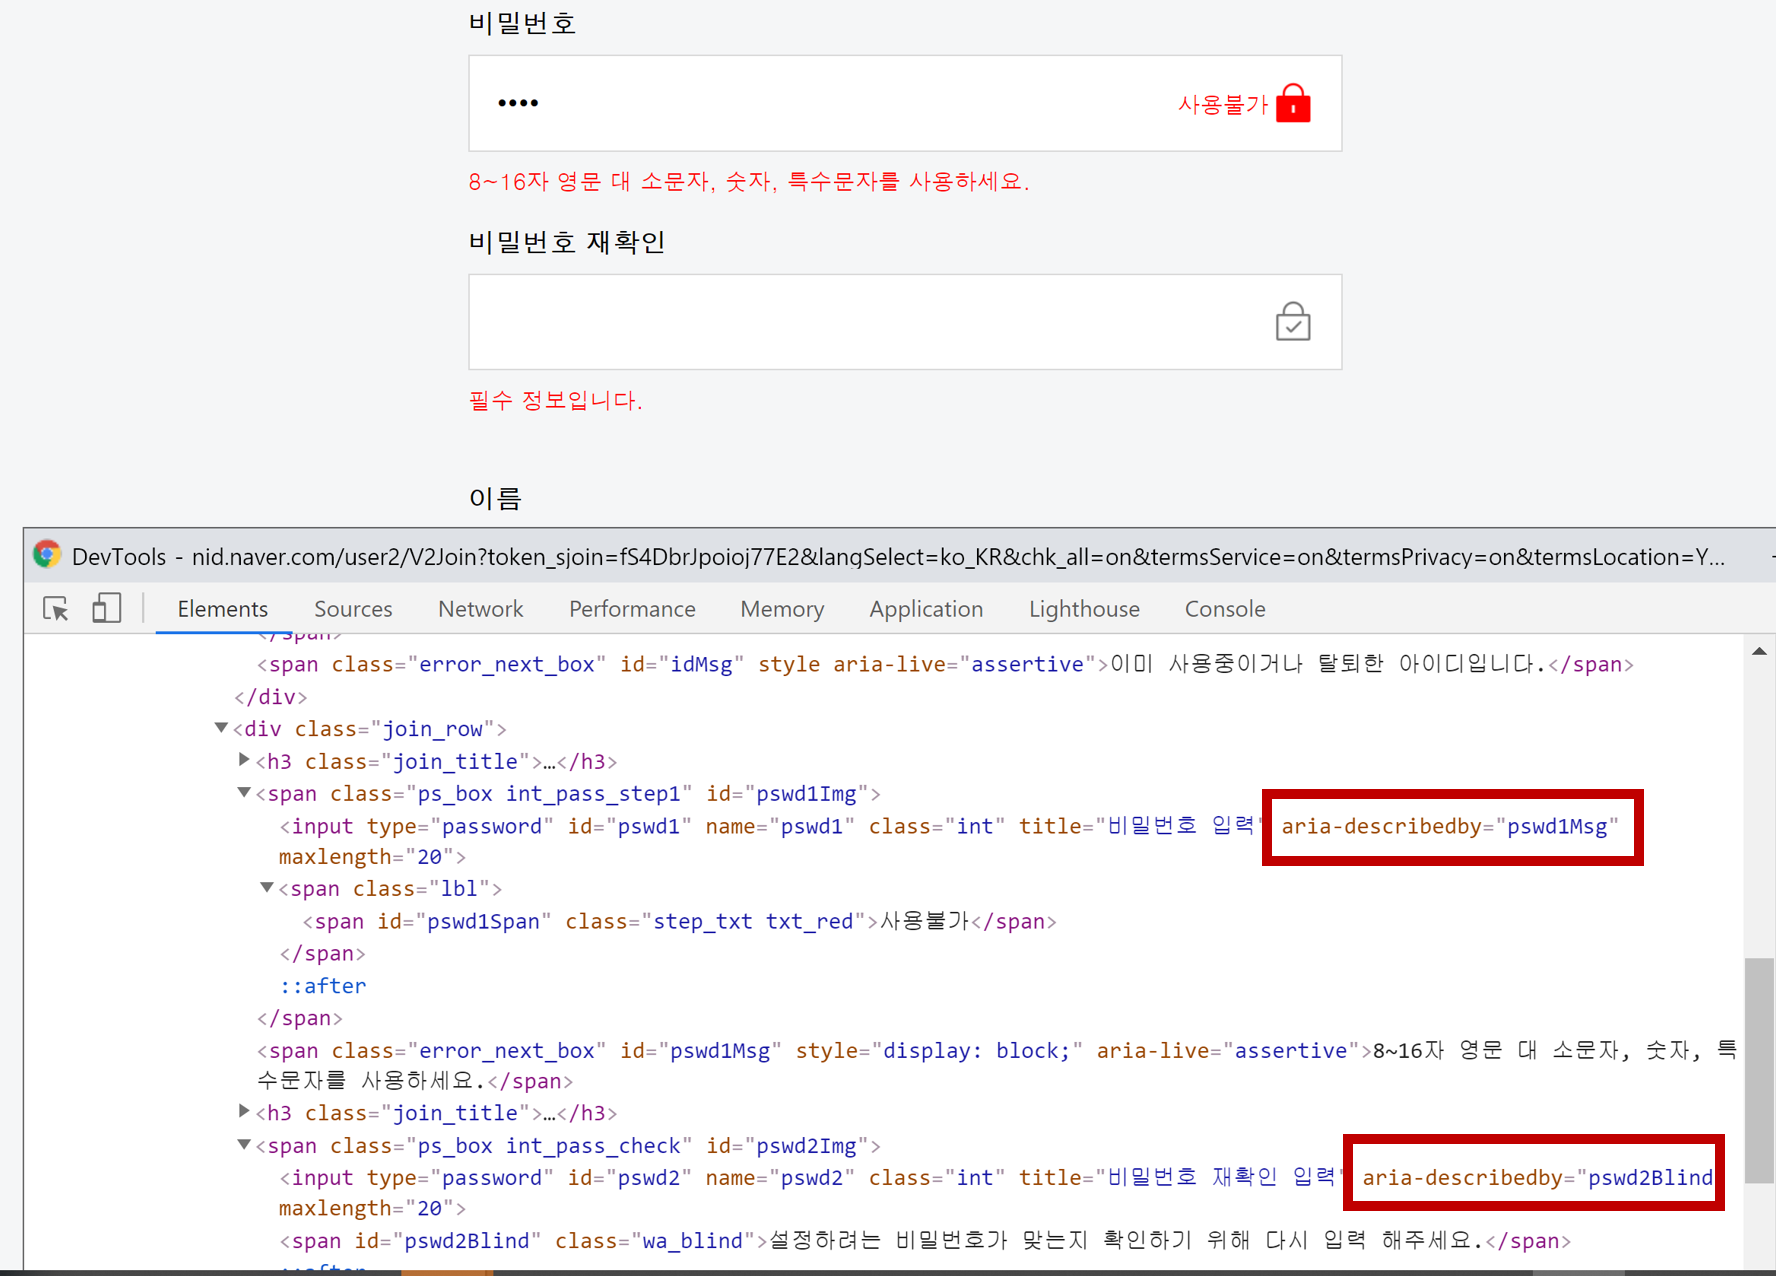 비밀번호
••••
사용불가
8~16자 영문 대 소문자, 숫자, 특수문자를 사용하세요.
비밀번호 재확인
필수 정보입니다.
이름
DevTools - nid.naver.com/user2/V2Join?token_sjoin=fS4DbrJpoioj77E2&langSelect=ko_KR&chk_all=on&termsService=on&termsPrivacy=on&termsLocation=Y...
Elements Sources Network Performance Memory Application Lighthouse Console
</span>
<span class="error_next_box" id="idMsg" style aria-live="assertive">이미 사용중이거나 탈퇴한 아이디입니다.</span>
</div>
<div class="join_row">
<h3 class="join_title">…</h3>
<span class="ps_box int_pass_step1" id="pswd1Img">
<input type="password" id="pswd1" name="pswd1" class="int" title="비밀번호 입력" aria-describedby="pswd1Msg"
maxlength="20">
<span class="lbl">
<span id="pswd1Span" class="step_txt txt_red">사용불가</span>
</span>
::after
</span>
<span class="error_next_box" id="pswd1Msg" style="display: block;" aria-live="assertive">8~16자 영문 대 소문자, 숫자, 특
수문자를 사용하세요.</span>
<h3 class="join_title">…</h3>
<span class="ps_box int_pass_check" id="pswd2Img">
<input type="password" id="pswd2" name="pswd2" class="int" title="비밀번호 재확인 입력" aria-describedby="pswd2Blind
maxlength="20">
<span id="pswd2Blind" class="wa_blind">설정하려는 비밀번호가 맞는지 확인하기 위해 다시 입력 해주세요.</span>
::after